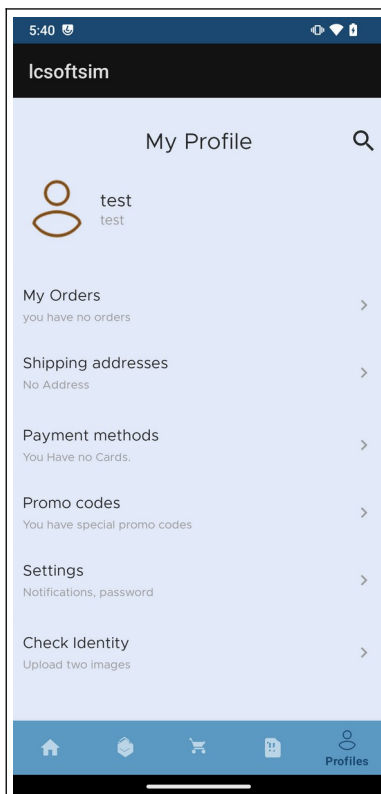 5:40
lcsoftsim
My Profile
test
test
My Orders
you have no orders
Shipping addresses
No Address
Payment methods
You Have no Cards.
Promo codes
You have special promo codes
Settings
Notifications, password
Check Identity
Upload two images
Profiles